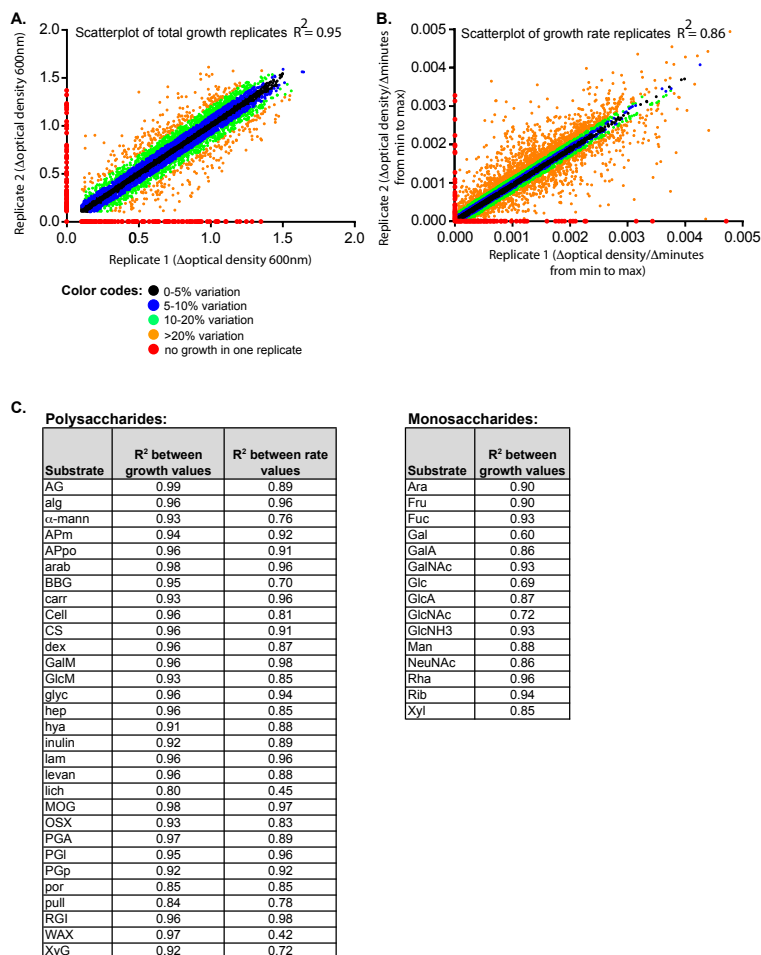 A.
Scatterplot of total growth replicates R2 = 0.95
Replicate 2 (Δoptical density 600nm)
2.0
1.5
1.0
0.5
0.0
0.0 0.5 1.0 1.5 2.0
Replicate 1 (Δoptical density 600nm)
B.
Scatterplot of growth rate replicates R2 = 0.86
Replicate 2 (Δoptical density/Δminutes
from min to max)
0.005
0.004
0.003
0.002
0.001
0.000
0.000 0.001 0.002 0.003 0.004 0.005
Replicate 1 (Δoptical density/Δminutes
from min to max)
Color codes: 0-5% variation
5-10% variation
10-20% variation
>20% variation
no growth in one replicate
C.
Polysaccharides:
Substrate R2 between growth values R2 between rate values
AG 0.99 0.89
alg 0.96 0.96
α-mann 0.93 0.76
APm 0.94 0.92
APpo 0.96 0.91
arab 0.98 0.96
BBG 0.95 0.70
carr 0.93 0.96
Cell 0.96 0.81
CS 0.96 0.91
dex 0.96 0.87
GalM 0.96 0.98
GlcM 0.93 0.85
glyc 0.96 0.94
hep 0.96 0.85
hya 0.91 0.88
inulin 0.92 0.89
lam 0.96 0.96
levan 0.96 0.88
lich 0.80 0.45
MOG 0.98 0.97
OSX 0.93 0.83
PGA 0.97 0.89
PGl 0.95 0.96
PGp 0.92 0.92
por 0.85 0.85
pull 0.84 0.78
RGI 0.96 0.98
WAX 0.97 0.42
XyG 0.92 0.72
Monosaccharides:
Substrate R2 between growth values
Ara 0.90
Fru 0.90
Fuc 0.93
Gal 0.60
GalA 0.86
GalNAc 0.93
Glc 0.69
GlcA 0.87
GlcNAc 0.72
GlcNH3 0.93
Man 0.88
NeuNAc 0.86
Rha 0.96
Rib 0.94
Xyl 0.85